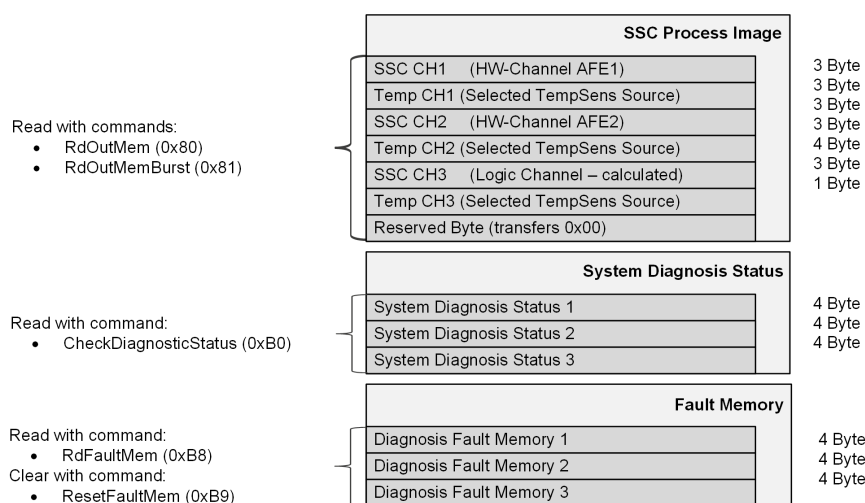 SSC Process Image
Read with commands:
• RdOutMem (0x80)
• RdOutMemBurst (0x81)
SSC CH1 (HW-Channel AFE1)
Temp CH1 (Selected TempSens Source)
SSC CH2 (HW-Channel AFE2)
Temp CH2 (Selected TempSens Source)
SSC CH3 (Logic Channel – calculated)
Temp CH3 (Selected TempSens Source)
Reserved Byte (transfers 0x00)
3 Byte
3 Byte
3 Byte
3 Byte
4 Byte
3 Byte
1 Byte
System Diagnosis Status
Read with command:
• CheckDiagnosticStatus (0xB0)
System Diagnosis Status 1
System Diagnosis Status 2
System Diagnosis Status 3
4 Byte
4 Byte
4 Byte
Fault Memory
Read with command:
• RdFaultMem (0xB8)
Clear with command:
• ResetFaultMem (0xB9)
Diagnosis Fault Memory 1
Diagnosis Fault Memory 2
Diagnosis Fault Memory 3
4 Byte
4 Byte
4 Byte